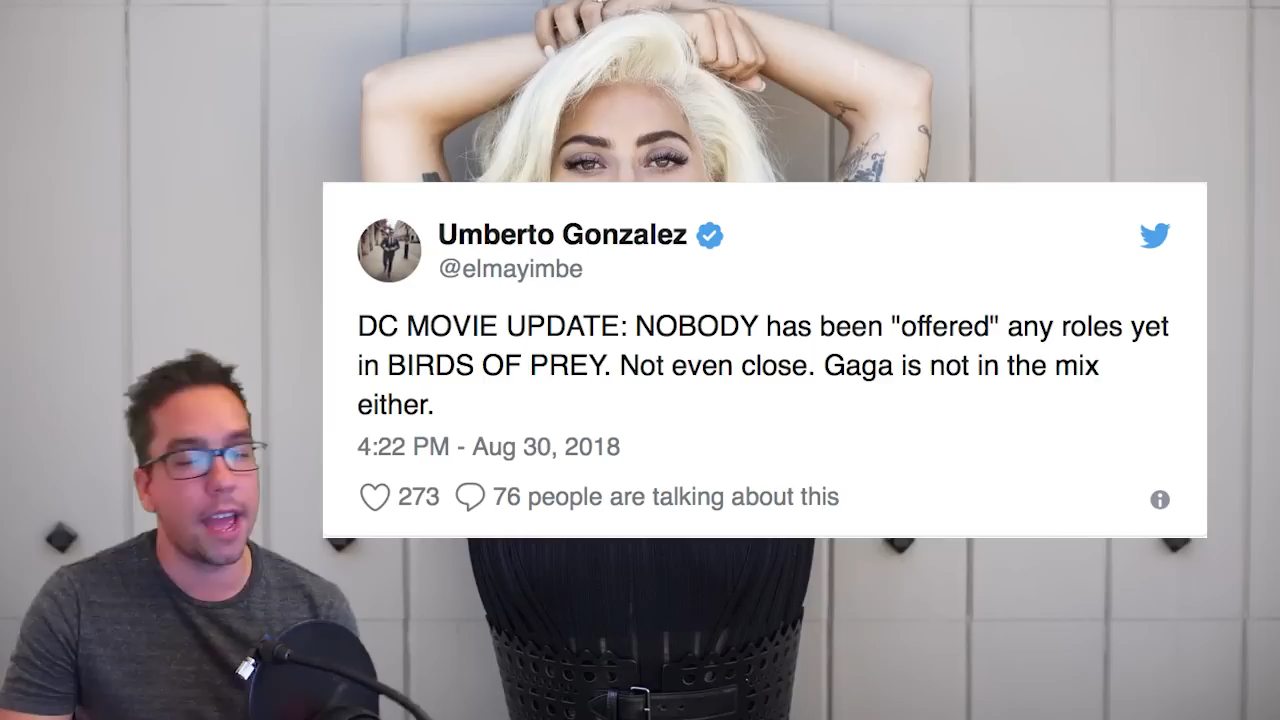 Umberto Gonzalez
@elmayimbe
DC MOVIE UPDATE: NOBODY has been "offered" any roles yet
in BIRDS OF PREY. Not even close. Gaga is not in the mix
either.
4:22 PM - Aug 30, 2018
273 76 people are talking about this